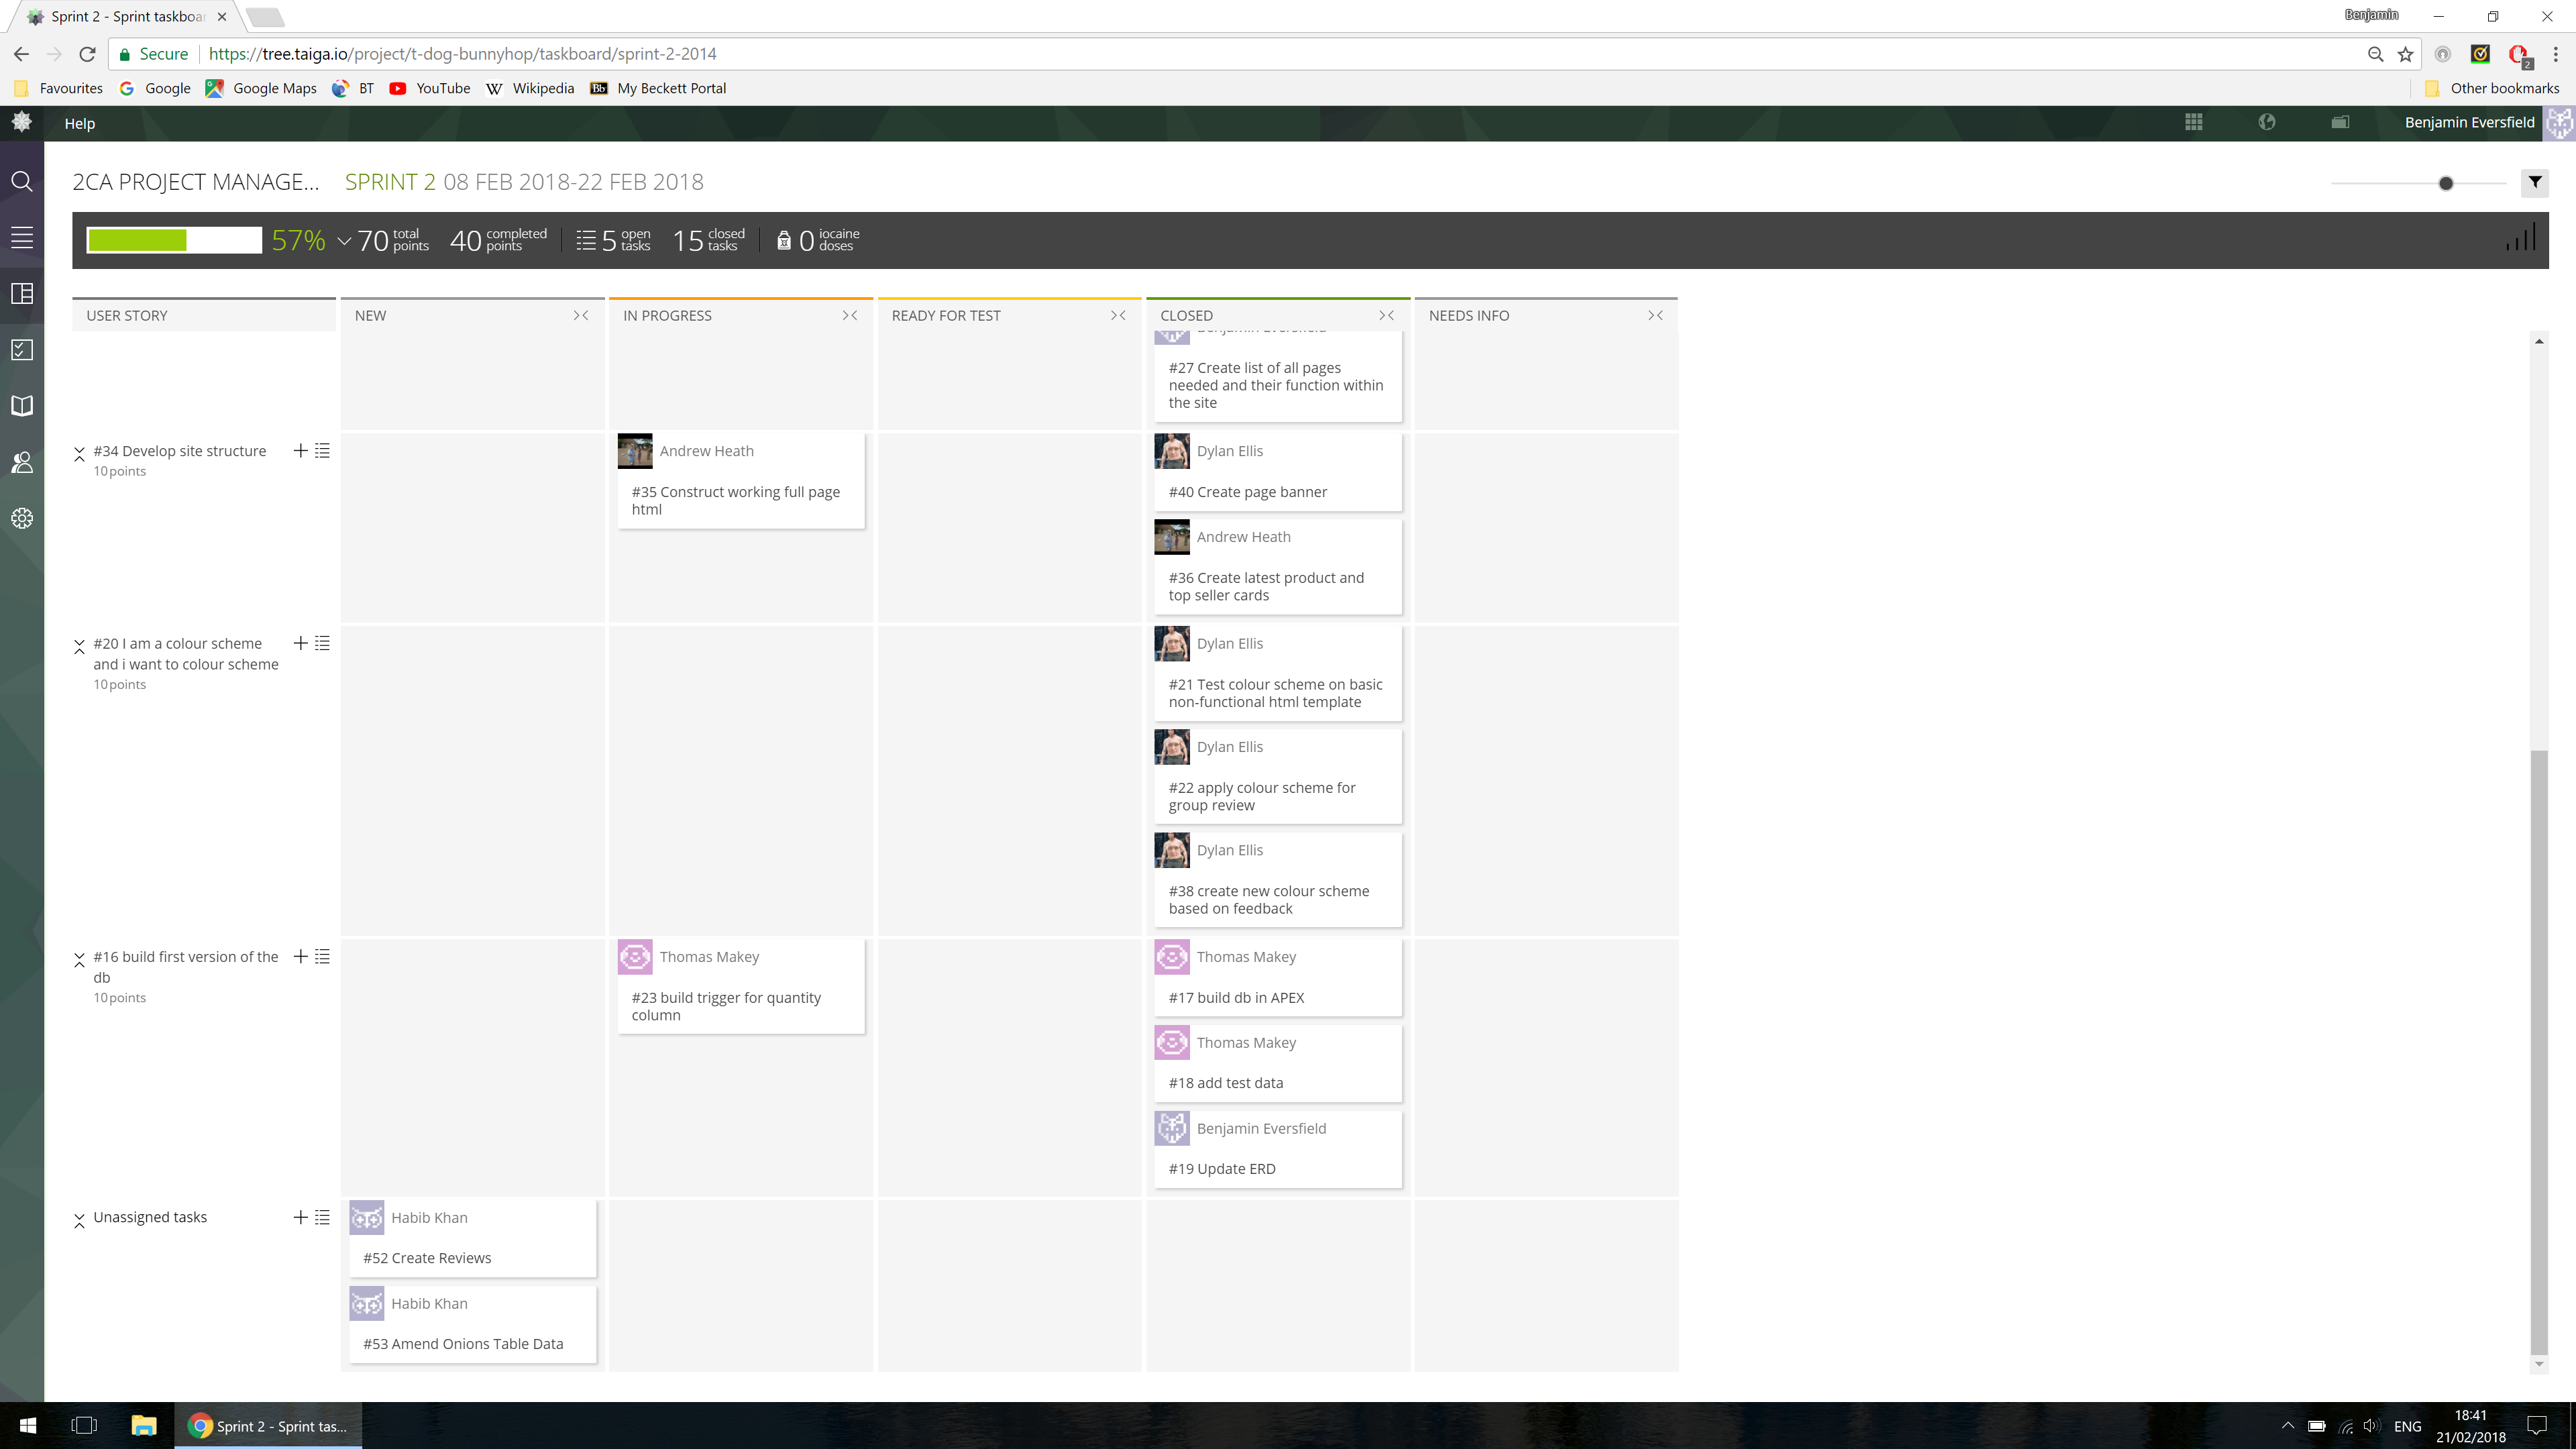 Sprint 2 - Sprint taskboar
Benjamin
Secure https://tree.taiga.io/project/t-dog-bunnyhop/taskboard/sprint-2-2014
2
Favourites Google Google Maps BT YouTube Wikipedia My Beckett Portal Other bookmarks
Help Benjamin Eversfield
2CA PROJECT MANAGE... SPRINT 2 08 FEB 2018-22 FEB 2018
57% 70 total points 40 completed points 5 open tasks 15 closed tasks 0 iocaine doses
USER STORY NEW IN PROGRESS READY FOR TEST CLOSED NEEDS INFO
Benjamin Eversfield
#27 Create list of all pages
needed and their function within
the site
#34 Develop site structure
10 points
Andrew Heath
#35 Construct working full page
html
Dylan Ellis
#40 Create page banner
Andrew Heath
#36 Create latest product and
top seller cards
#20 I am a colour scheme
and i want to colour scheme
10 points
Dylan Ellis
#21 Test colour scheme on basic
non-functional html template
Dylan Ellis
#22 apply colour scheme for
group review
Dylan Ellis
#38 create new colour scheme
based on feedback
#16 build first version of the
db
10 points
Thomas Makey
#23 build trigger for quantity
column
Thomas Makey
#17 build db in APEX
Thomas Makey
#18 add test data
Benjamin Eversfield
#19 Update ERD
Unassigned tasks
Habib Khan
#52 Create Reviews
Habib Khan
#53 Amend Onions Table Data
Sprint 2 - Sprint tas...
ENG
18:41
21/02/2018